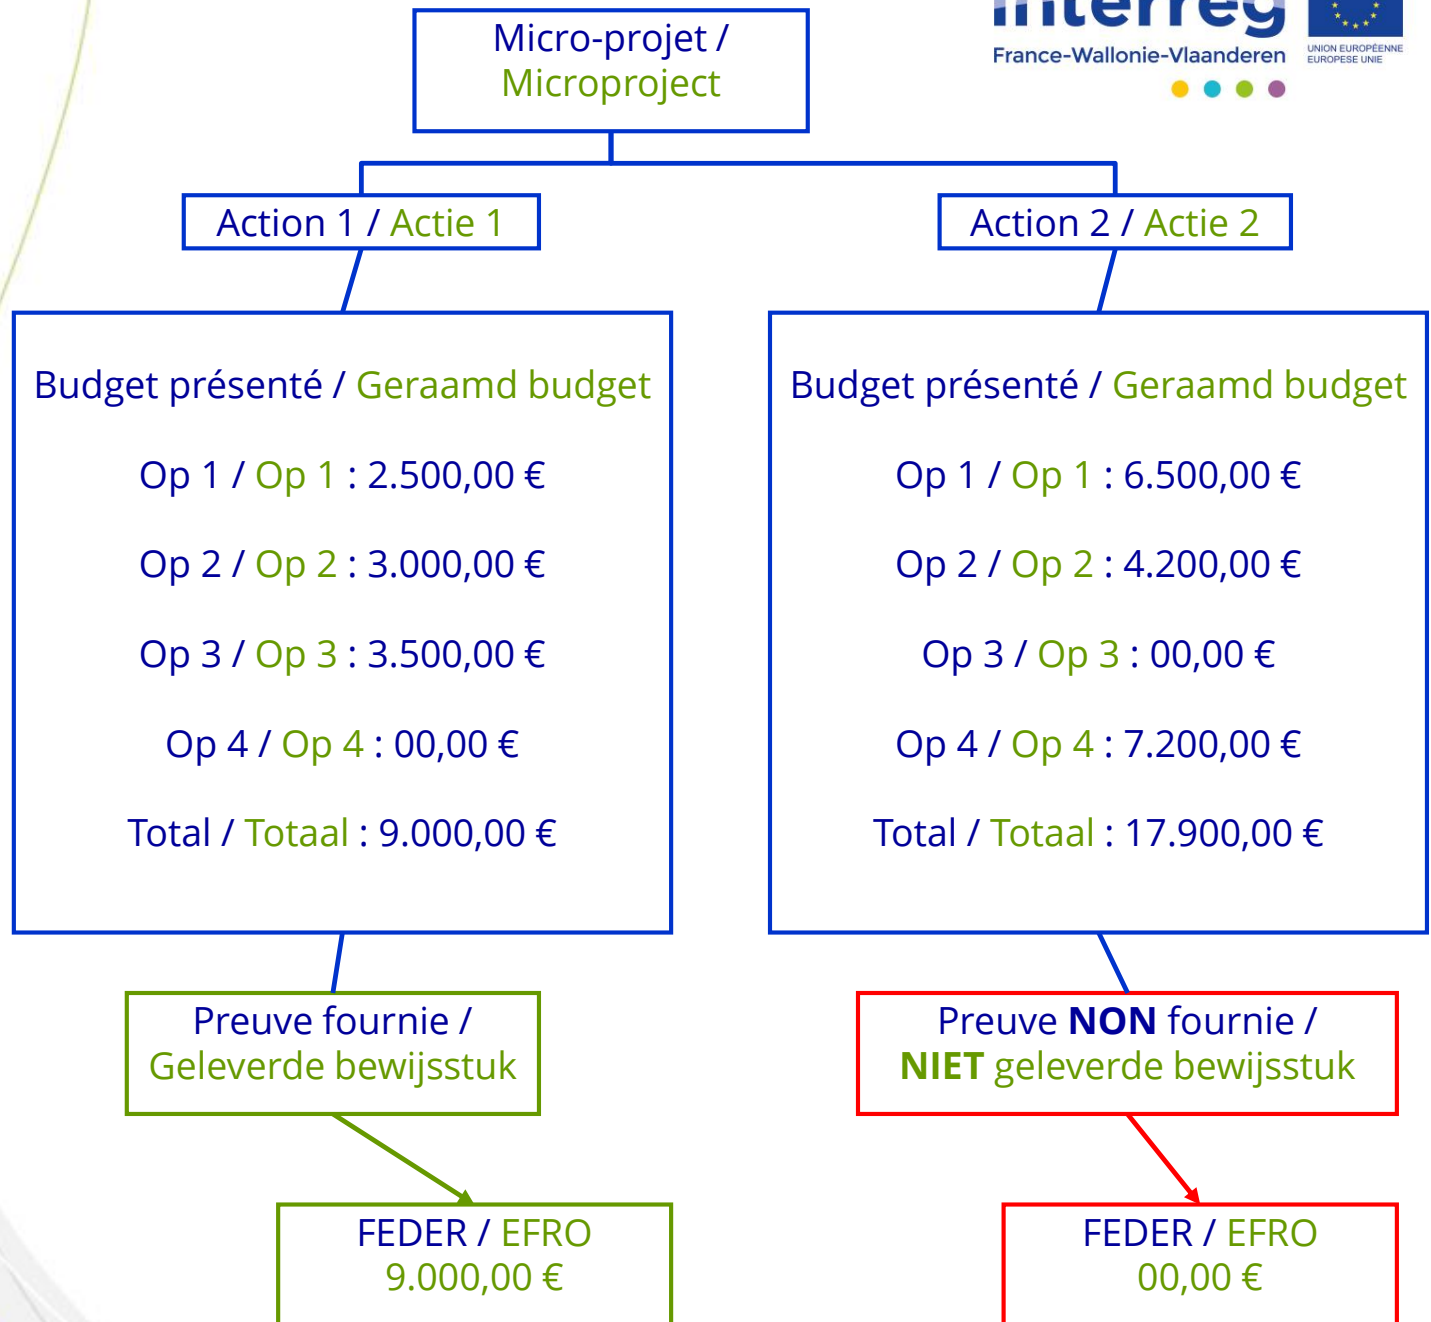 Interreg
France-Wallonie-Vlaanderen
UNION EUROPÉENNE
EUROPESE UNIE
Micro-projet /
Microproject
Action 1 / Actie 1
Action 2 / Actie 2
Budget présenté / Geraamd budget
Op 1 / Op 1 : 2.500,00 €
Op 2 / Op 2 : 3.000,00 €
Op 3 / Op 3 : 3.500,00 €
Op 4 / Op 4 : 00,00 €
Total / Totaal : 9.000,00 €
Budget présenté / Geraamd budget
Op 1 / Op 1 : 6.500,00 €
Op 2 / Op 2 : 4.200,00 €
Op 3 / Op 3 : 00,00 €
Op 4 / Op 4 : 7.200,00 €
Total / Totaal : 17.900,00 €
Preuve fournie /
Geleverde bewijsstuk
Preuve NON fournie /
NIET geleverde bewijsstuk
FEDER / EFRO
9.000,00 €
FEDER / EFRO
00,00 €